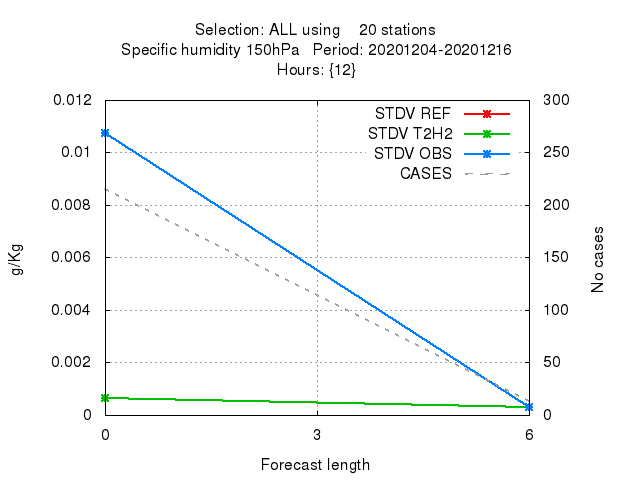 Selection: ALL using 20 stations
Specific humidity 150hPa Period: 20201204-20201216
Hours: {12}
0.012
0.01
0.008
0.006
0.004
0.002
0
g/Kg
STDV REF
STDV T2H2
STDV OBS
CASES
300
250
200
150
100
50
0
No cases
0 3 6
Forecast length